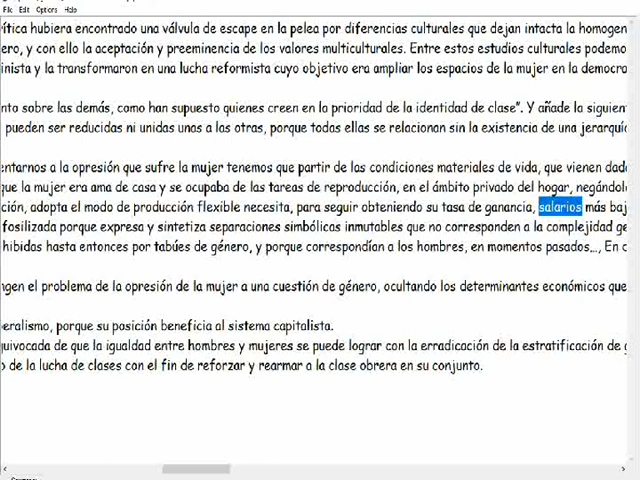 File Edit Options Help
ítica hubiera encontrado una válvula de escape en la pelea por diferencias culturales que dejan intacta la homogen
ero, y con ello la aceptación y preeminencia de los valores multiculturales. Entre estos estudios culturales podemo
inista y la transformaron en una lucha reformista cuyo objetivo era ampliar los espacios de la mujer en la democra
nto sobre las demás, como han supuesto quienes creen en la prioridad de la identidad de clase”. Y añade la siguien
pueden ser reducidas ni unidas unas a las otras, porque todas ellas se relacionan sin la existencia de una jerarquía
entarnos a la opresión que sufre la mujer tenemos que partir de las condiciones materiales de vida, que vienen dada
que la mujer era ama de casa y se ocupaba de las tareas de reproducción, en el ámbito privado del hogar, negándole
ción, adopta el modo de producción flexible necesita, para seguir obteniendo su tasa de ganancia, salarios más baj
fosilizada porque expresa y sintetiza separaciones simbólicas inmutables que no corresponden a la complejidad ge
hibidas hasta entonces por tabúes de género, y porque correspondían a los hombres, en momentos pasados..., En c
ngen el problema de la opresión de la mujer a una cuestión de género, ocultando los determinantes económicos que
eralismo, porque su posición beneficia al sistema capitalista.
quivocada de que la igualdad entre hombres y mujeres se puede lograr con la erradicación de la estratificación de g
o de la lucha de clases con el fin de reforzar y rearmar a la clase obrera en su conjunto.